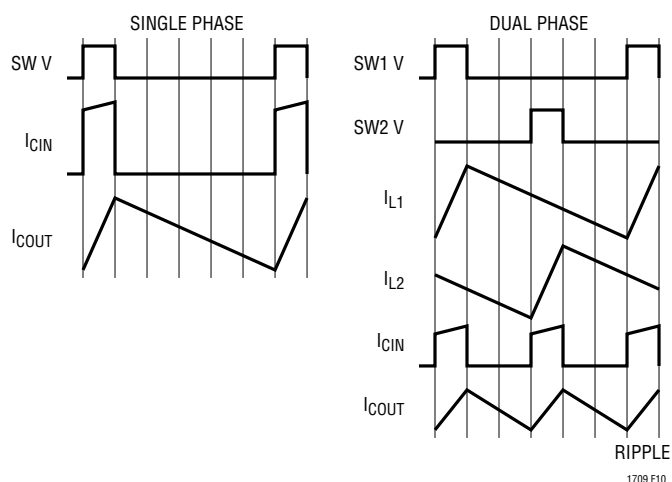 SINGLE PHASE
SW V
ICIN
ICOUT
DUAL PHASE
SW1 V
SW2 V
IL1
IL2
ICIN
ICOUT
RIPPLE
1709 F10